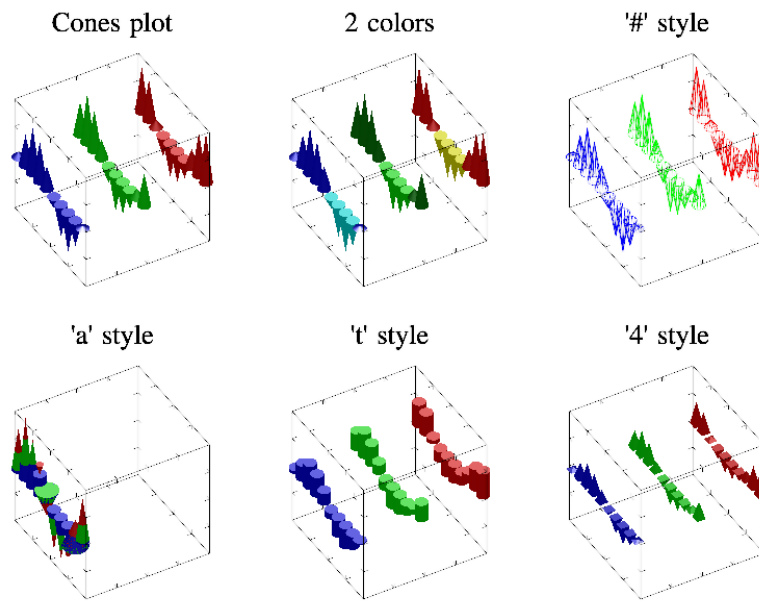 Cones plot
2 colors
'#' style
'a' style
't' style
'4' style